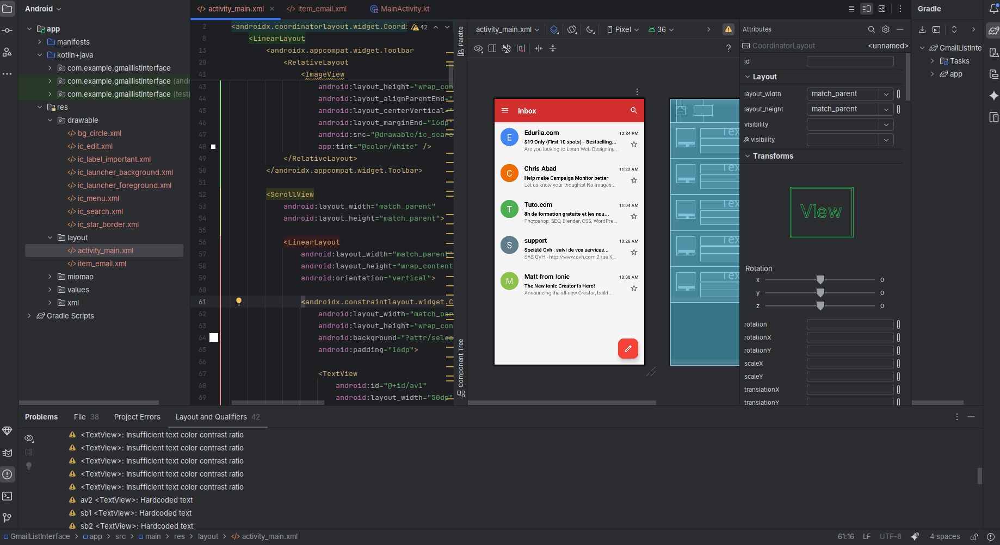 Android
activity_main.xml
item_email.xml
MainActivity.kt
Gradle
app
manifests
kotlin+java
com.example.gmaillistinterface
com.example.gmaillistinterface (andr
com.example.gmaillistinterface (test)
res
drawable
bg_circle.xml
ic_edit.xml
ic_label_important.xml
ic_launcher_background.xml
ic_launcher_foreground.xml
ic_menu.xml
ic_search.xml
ic_star_border.xml
layout
activity_main.xml
item_email.xml
mipmap
values
xml
Gradle Scripts
42
2 <androidx.coordinatorlayout.widget.Coordi
8 <LinearLayout
13 <androidx.appcompat.widget.Toolbar
20 <RelativeLayout
41 <ImageView
43 android:layout_height="wrap_con
44 android:layout_alignParentEnd="
45 android:layout_centerVertical="
46 android:layout_marginEnd="16dp"
47 android:src="@drawable/ic_searc
48 app:tint="@color/white" />
49 </RelativeLayout>
50 </androidx.appcompat.widget.Toolbar>
51
52 <ScrollView
53 android:layout_width="match_parent"
54 android:layout_height="match_parent">
55
56 <LinearLayout
57 android:layout_width="match_parent"
58 android:layout_height="wrap_content
59 android:orientation="vertical">
60
61 <androidx.constraintlayout.widget.C
62 android:layout_width="match_par
63 android:layout_height="wrap_con
64 android:background="?attr/selec
65 android:padding="16dp">
66
67 <TextView
68 android:id="@+id/av1"
69 android:layout_width="50dp"
Palette
Component Tree
activity_main.xml
Pixel
36
?
Inbox
E
Edurila.com
12:34 PM
$19 Only (First 10 spots) - Bestselling...
Are you looking to Learn Web Designing...
C
Chris Abad
11:22 AM
Help make Campaign Monitor better
Let us know your thoughts! No Images...
T
Tuto.com
11:04 AM
8h de formation gratuite et les nou...
Photoshop, SEO, Blender, CSS, WordPre...
S
support
10:26 AM
Société Ovh : suivi de vos services...
SAS OVH - http://www.ovh.com 2 rue K...
M
Matt from Ionic
10:00 AM
The New Ionic Creator Is Here!
Announcing the all-new Creator, build...
Tex
Tex
Tex
Tex
Tex
Attributes
CoordinatorLayout
<unnamed>
id
Layout
layout_width
match_parent
layout_height
match_parent
visibility
visibility
Transforms
View
Rotation
x 0
y 0
z 0
rotation
rotationX
rotationY
scaleX
scaleY
translationX
translationY
GmailListInte
Tasks
app
Problems
File 38
Project Errors
Layout and Qualifiers 42
<TextView>: Insufficient text color contrast ratio
<TextView>: Insufficient text color contrast ratio
<TextView>: Insufficient text color contrast ratio
<TextView>: Insufficient text color contrast ratio
<TextView>: Insufficient text color contrast ratio
av2 <TextView>: Hardcoded text
sb1 <TextView>: Hardcoded text
sb2 <TextView>: Hardcoded text
GmailListInterface > app > src > main > res > layout > activity_main.xml
61:16
LF
UTF-8
4 spaces